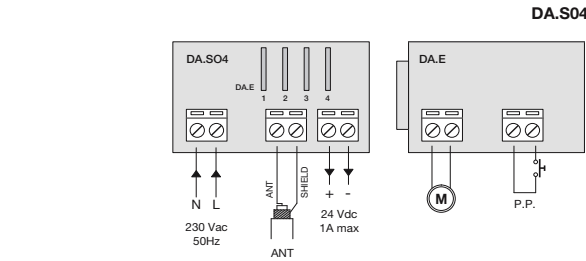 DA.S04
DA.SO4
DA.E
DA.E
1 2 3 4
ANT
SHIELD
N L
+ -
M
P.P.
230 Vac
50Hz
24 Vdc
1A max
ANT